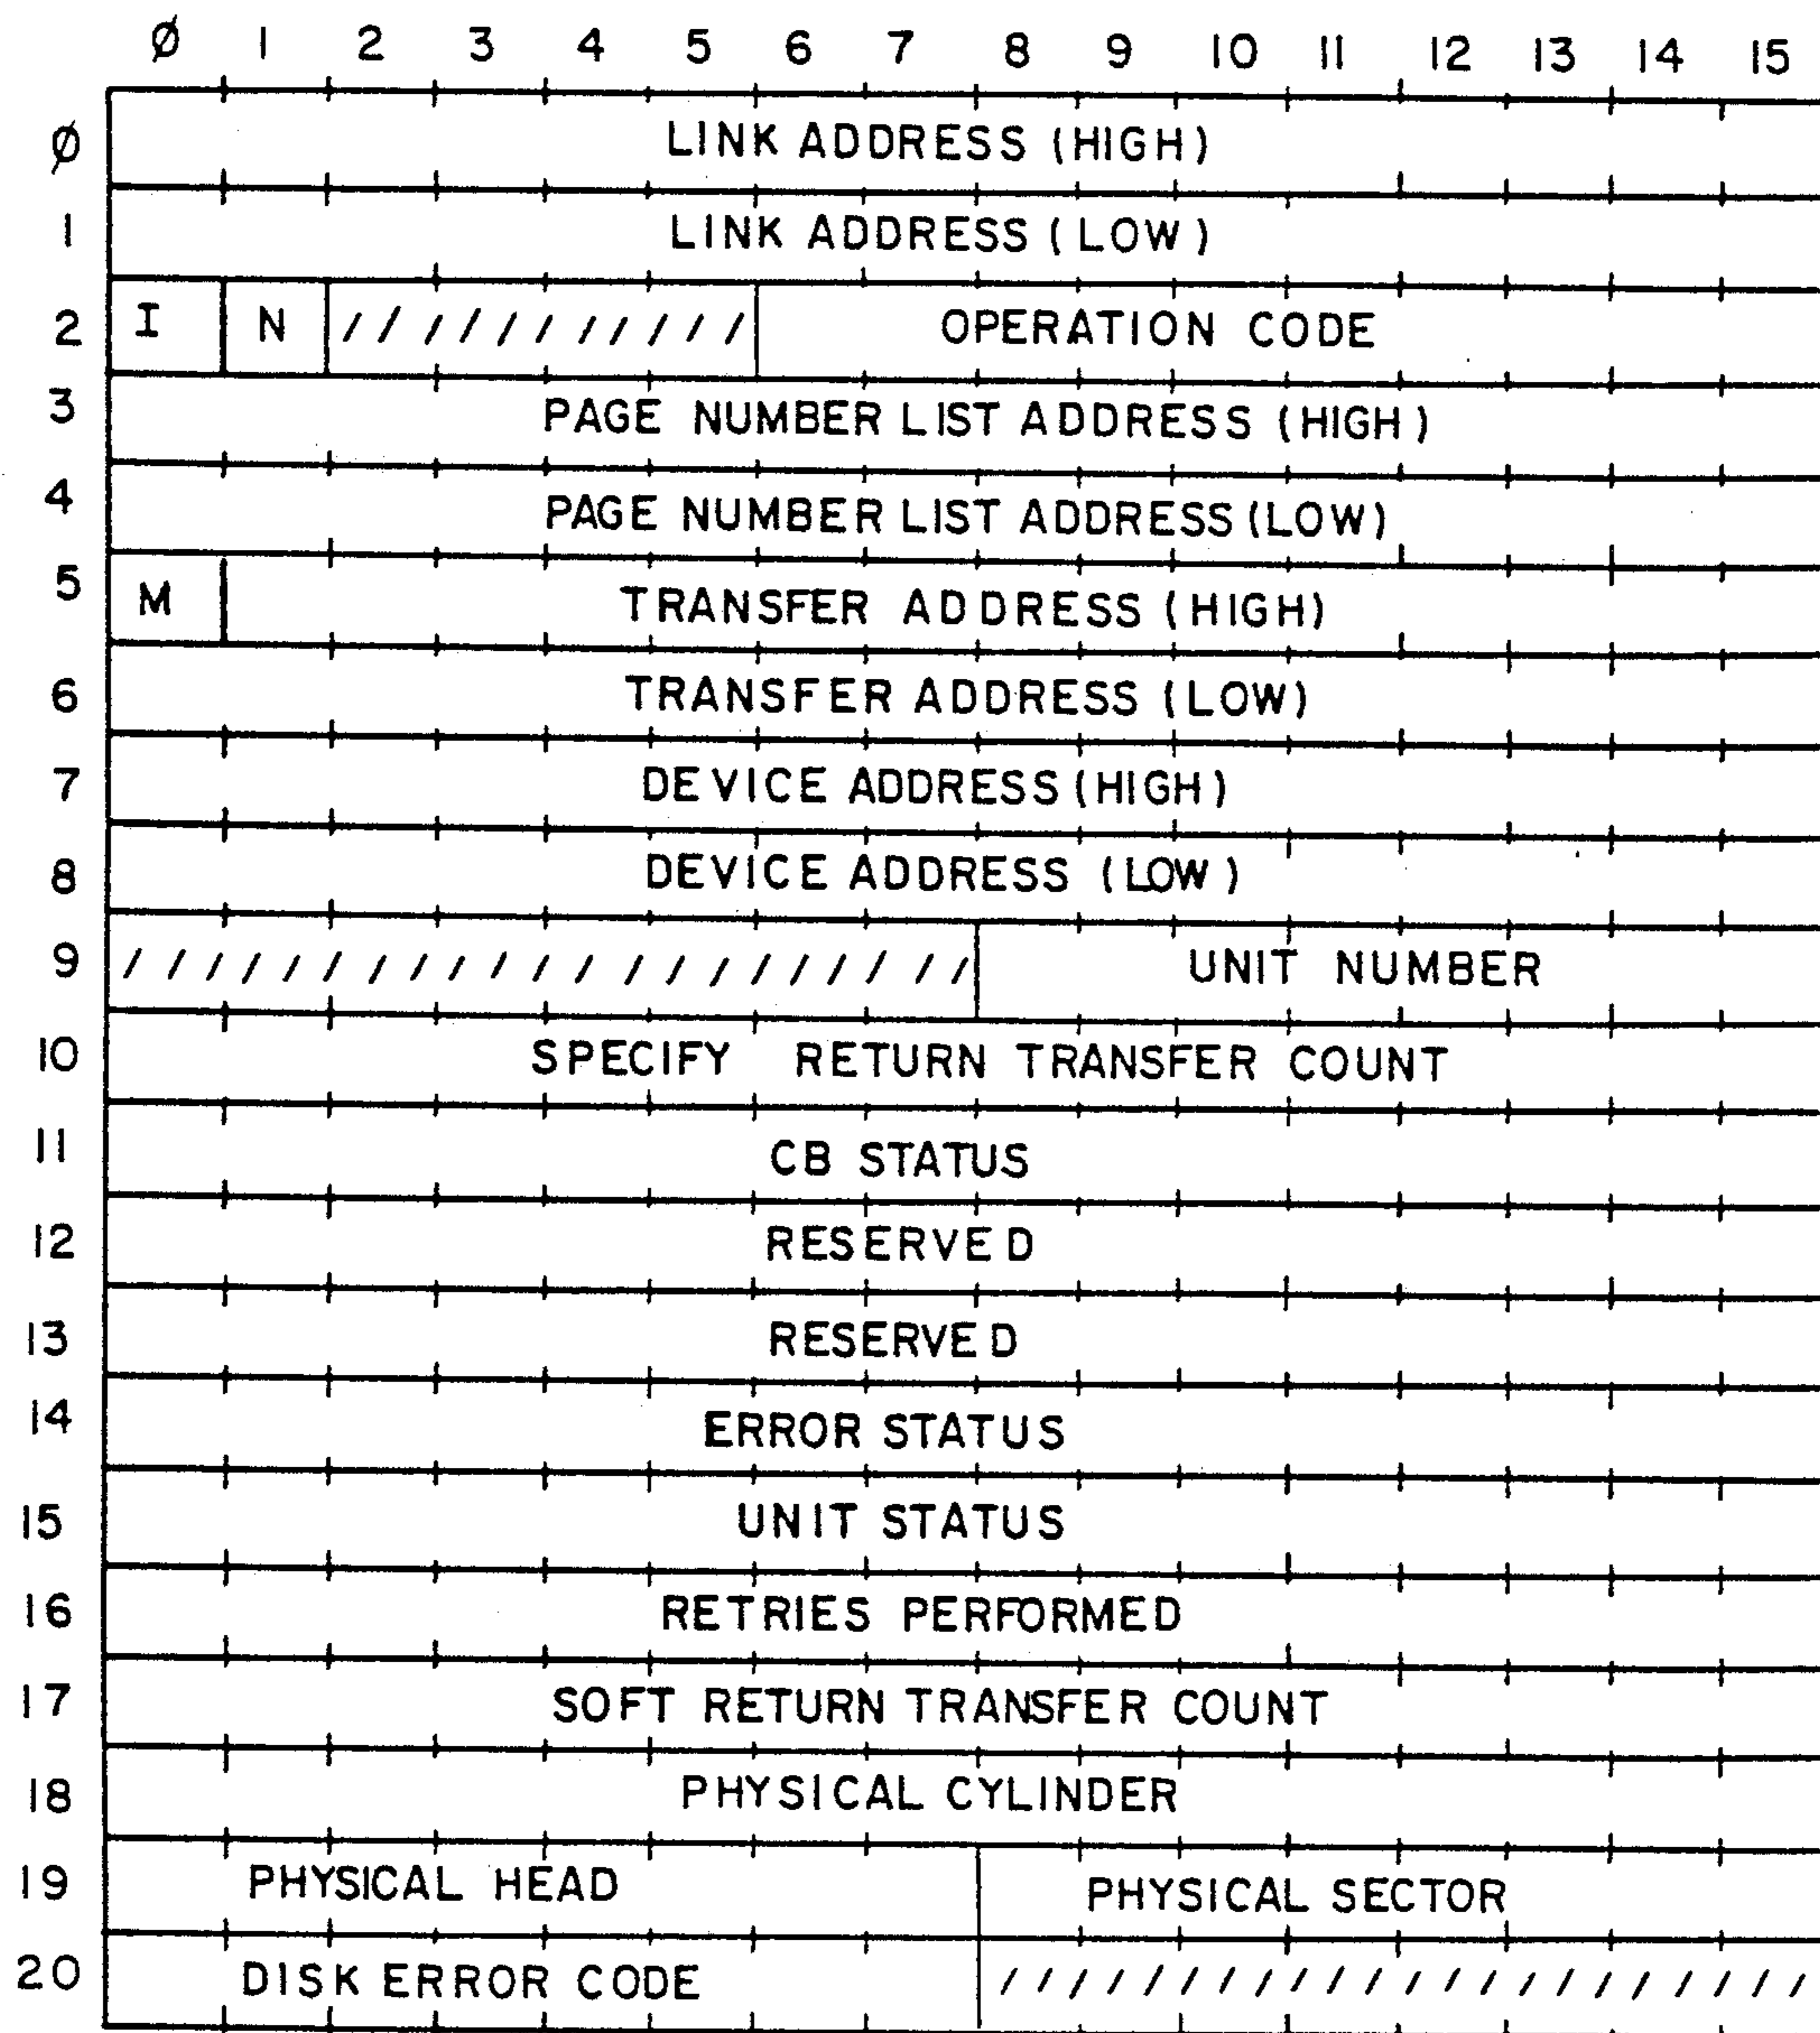 Ø 1 2 3 4 5 6 7 8 9 10 11 12 13 14 15
Ø LINK ADDRESS (HIGH)
1 LINK ADDRESS (LOW)
2 I N OPERATION CODE
3 PAGE NUMBER LIST ADDRESS (HIGH)
4 PAGE NUMBER LIST ADDRESS (LOW)
5 M TRANSFER ADDRESS (HIGH)
6 TRANSFER ADDRESS (LOW)
7 DEVICE ADDRESS (HIGH)
8 DEVICE ADDRESS (LOW)
9 UNIT NUMBER
10 SPECIFY RETURN TRANSFER COUNT
11 CB STATUS
12 RESERVED
13 RESERVED
14 ERROR STATUS
15 UNIT STATUS
16 RETRIES PERFORMED
17 SOFT RETURN TRANSFER COUNT
18 PHYSICAL CYLINDER
19 PHYSICAL HEAD PHYSICAL SECTOR
20 DISK ERROR CODE